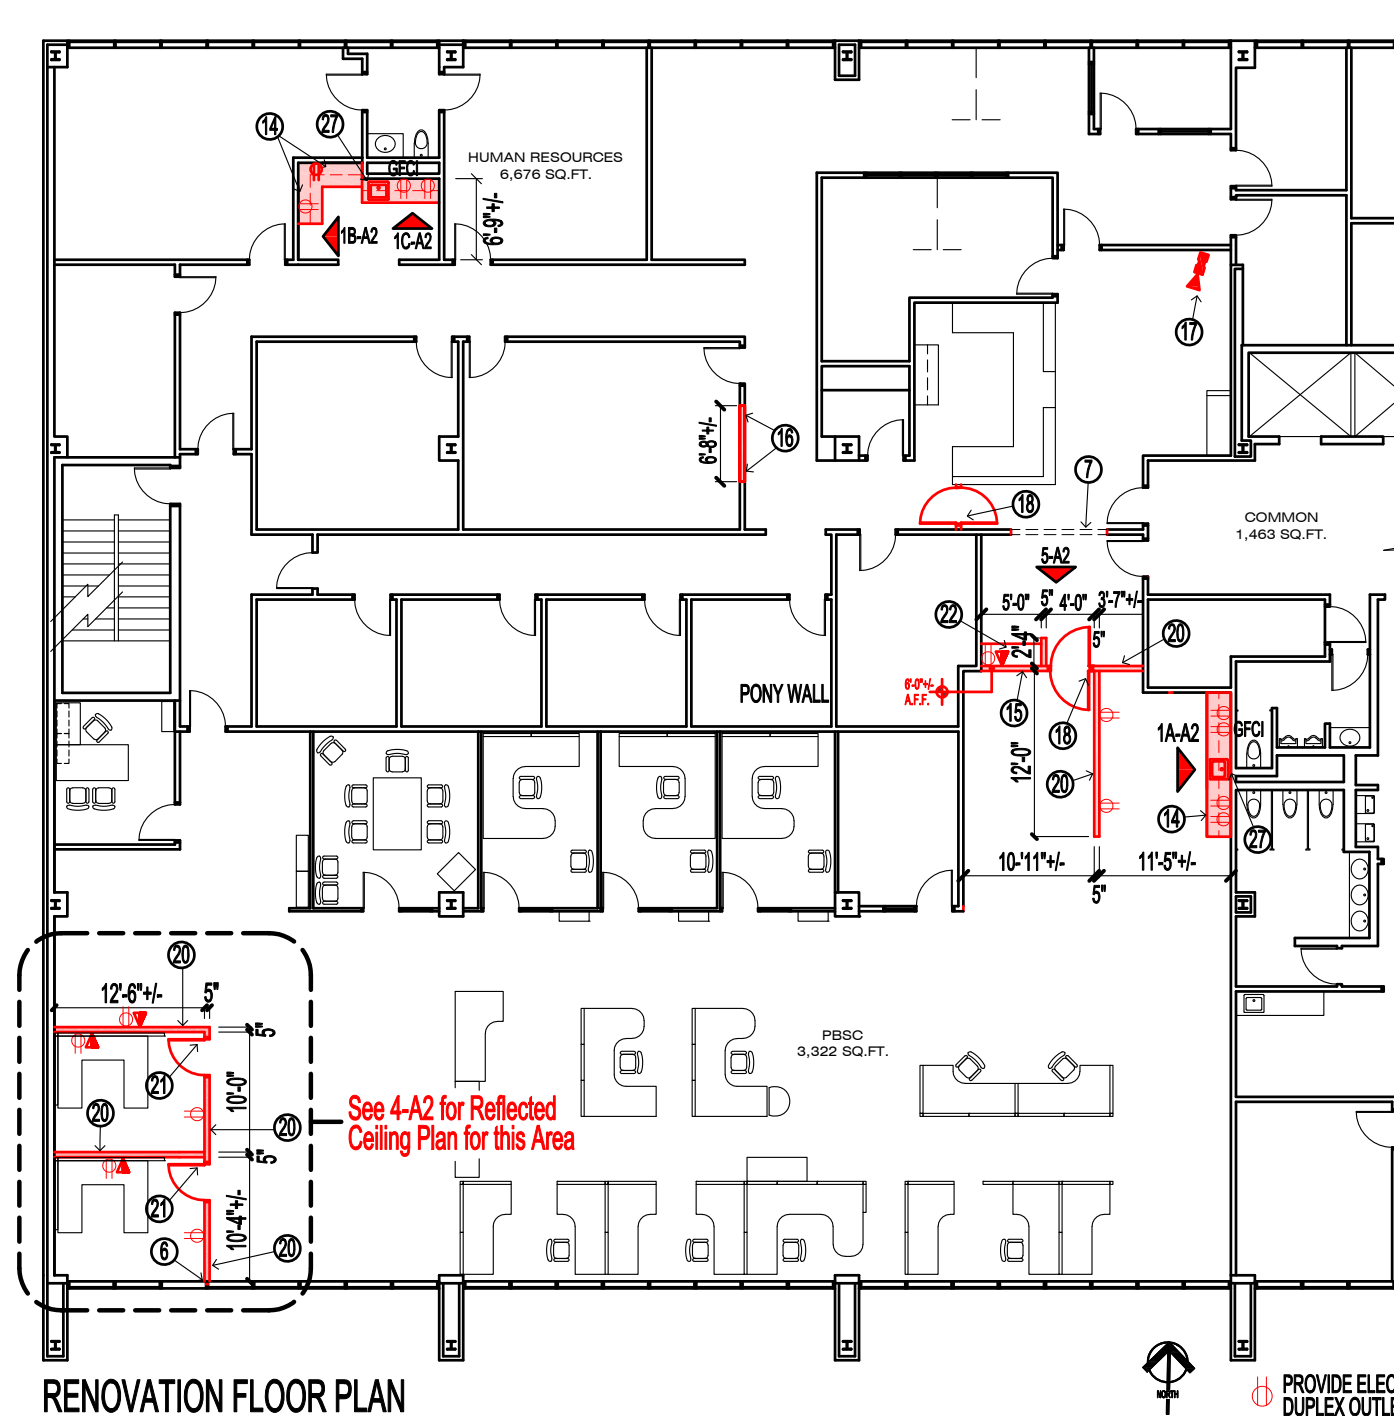 14
27
GFCI
HUMAN RESOURCES
6,676 SQ.FT.
1B-A2
1C-A2
6'-9"+/-
17
6'-8"+/-
16
7
18
COMMON
1,463 SQ.FT.
5-A2
5'-0"
5"
4'-0"
3'-7"+/-
22
2'-4"
5"
20
6'-0"+/-
A.F.F.
PONY WALL
15
18
12'-0"
20
1A-A2
GFCI
14
27
10-'11"+/-
5"
11'-5"+/-
20
12'-6"+/-
5"
5"
21
10'-0"
20
20
5"
21
10'-4"+/-
20
6
See 4-A2 for Reflected
Ceiling Plan for this Area
PBSC
3,322 SQ.FT.
RENOVATION FLOOR PLAN
NORTH
PROVIDE ELEC
DUPLEX OUTLE